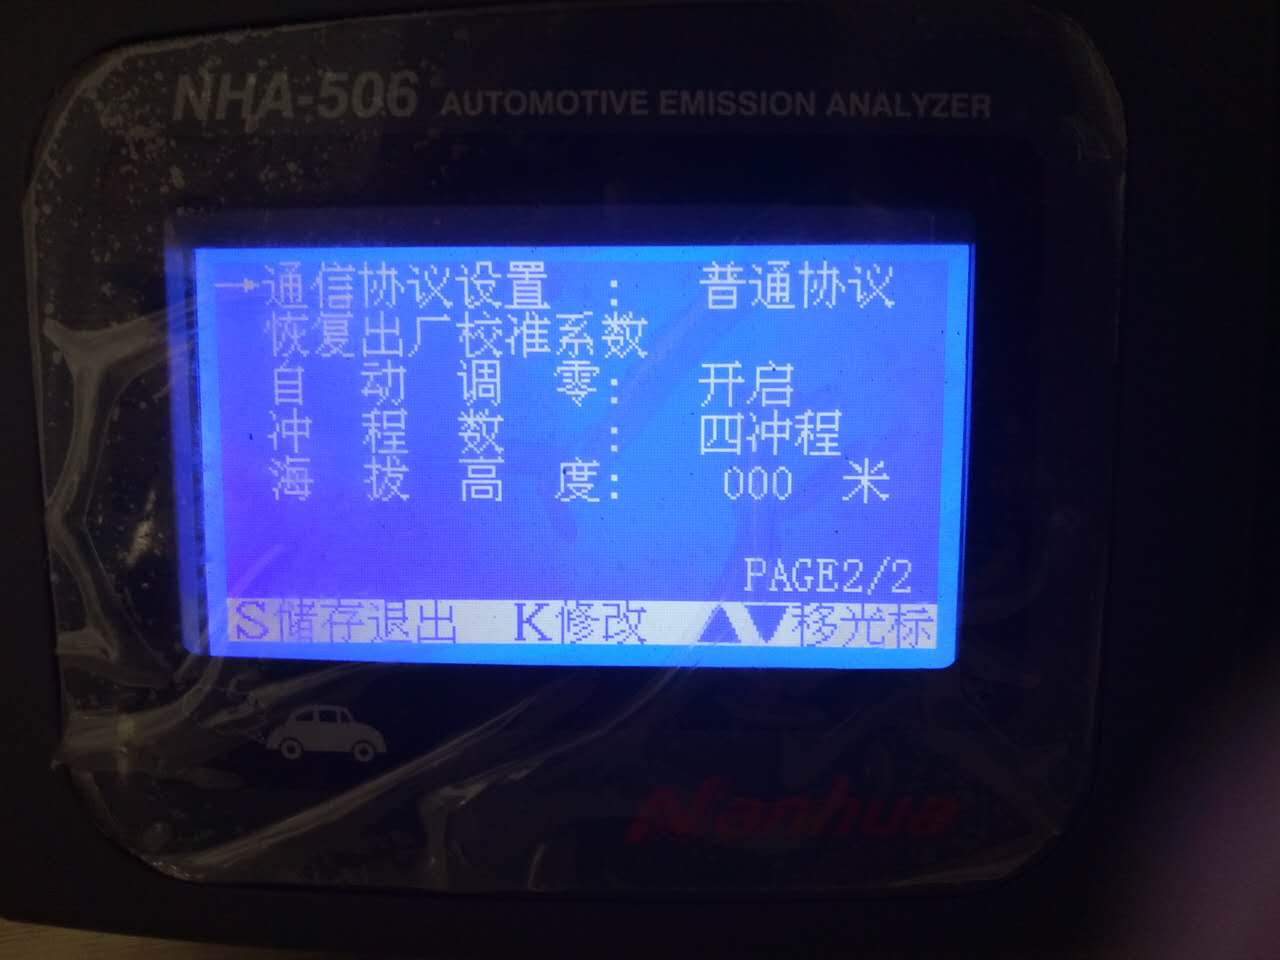 NHA-506 AUTOMOTIVE EMISSION ANALYZER
→通信协议设置 : 普通协议
恢复出厂校准系数
自动调零: 开启
冲程数 : 四冲程
海拔高度: 000 米
PAGE2/2
S储存退出 K修改 ▲▼移光标
Nanhua